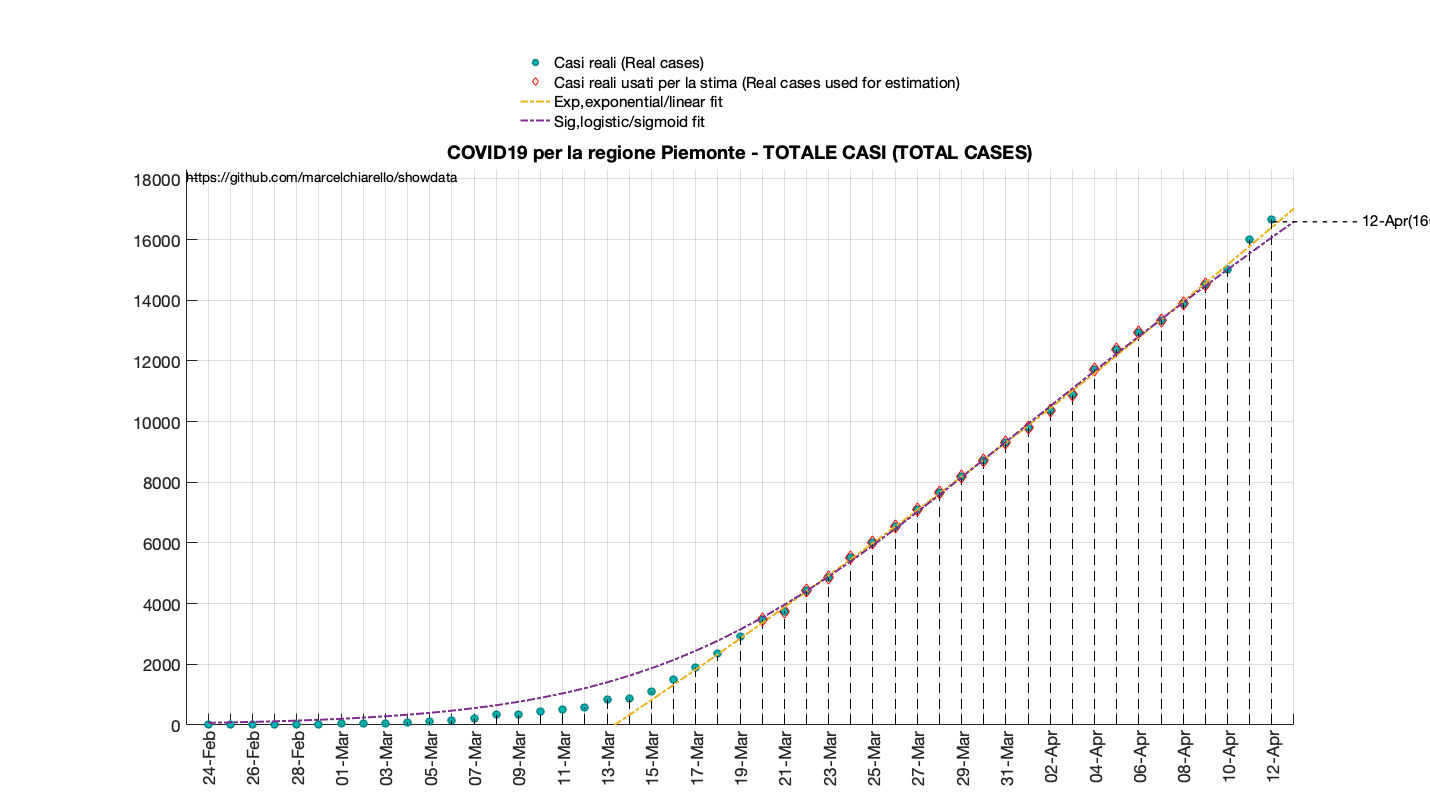 Casi reali (Real cases)
Casi reali usati per la stima (Real cases used for estimation)
Exp,exponential/linear fit
Sig,logistic/sigmoid fit
COVID19 per la regione Piemonte - TOTALE CASI (TOTAL CASES)
https://github.com/marcelchiarello/showdata
18000
16000
14000
12000
10000
8000
6000
4000
2000
0
12-Apr(16
24-Feb
26-Feb
28-Feb
01-Mar
03-Mar
05-Mar
07-Mar
09-Mar
11-Mar
13-Mar
15-Mar
17-Mar
19-Mar
21-Mar
23-Mar
25-Mar
27-Mar
29-Mar
31-Mar
02-Apr
04-Apr
06-Apr
08-Apr
10-Apr
12-Apr